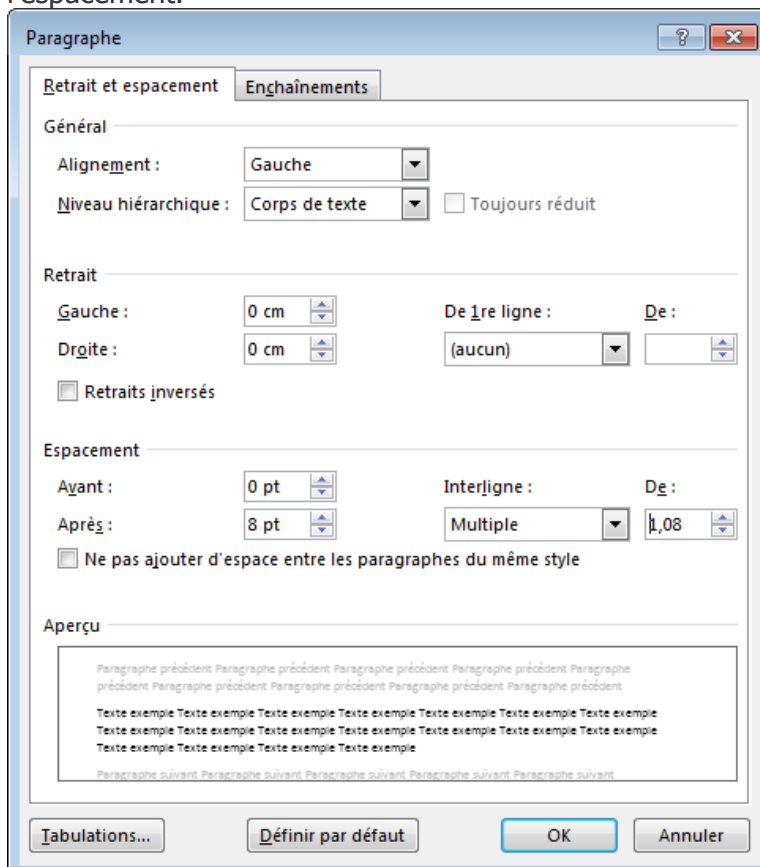 l'espacement.
Paragraphe
Retrait et espacement Enchaînements
Général
Alignement : Gauche
Niveau hiérarchique : Corps de texte Toujours réduit
Retrait
Gauche : 0 cm De 1re ligne : De :
Droite : 0 cm (aucun)
Retraits inversés
Espacement
Avant : 0 pt Interligne : De :
Après : 8 pt Multiple 1,08
Ne pas ajouter d'espace entre les paragraphes du même style
Aperçu
Paragraphe précédent Paragraphe précédent Paragraphe précédent Paragraphe précédent Paragraphe
précédent Paragraphe précédent Paragraphe précédent Paragraphe précédent Paragraphe précédent
Texte exemple Texte exemple Texte exemple Texte exemple Texte exemple Texte exemple Texte exemple
Texte exemple Texte exemple Texte exemple Texte exemple Texte exemple Texte exemple Texte exemple
Texte exemple Texte exemple Texte exemple Texte exemple
Paragraphe suivant Paragraphe suivant Paragraphe suivant Paragraphe suivant Paragraphe suivant
Tabulations... Définir par défaut OK Annuler